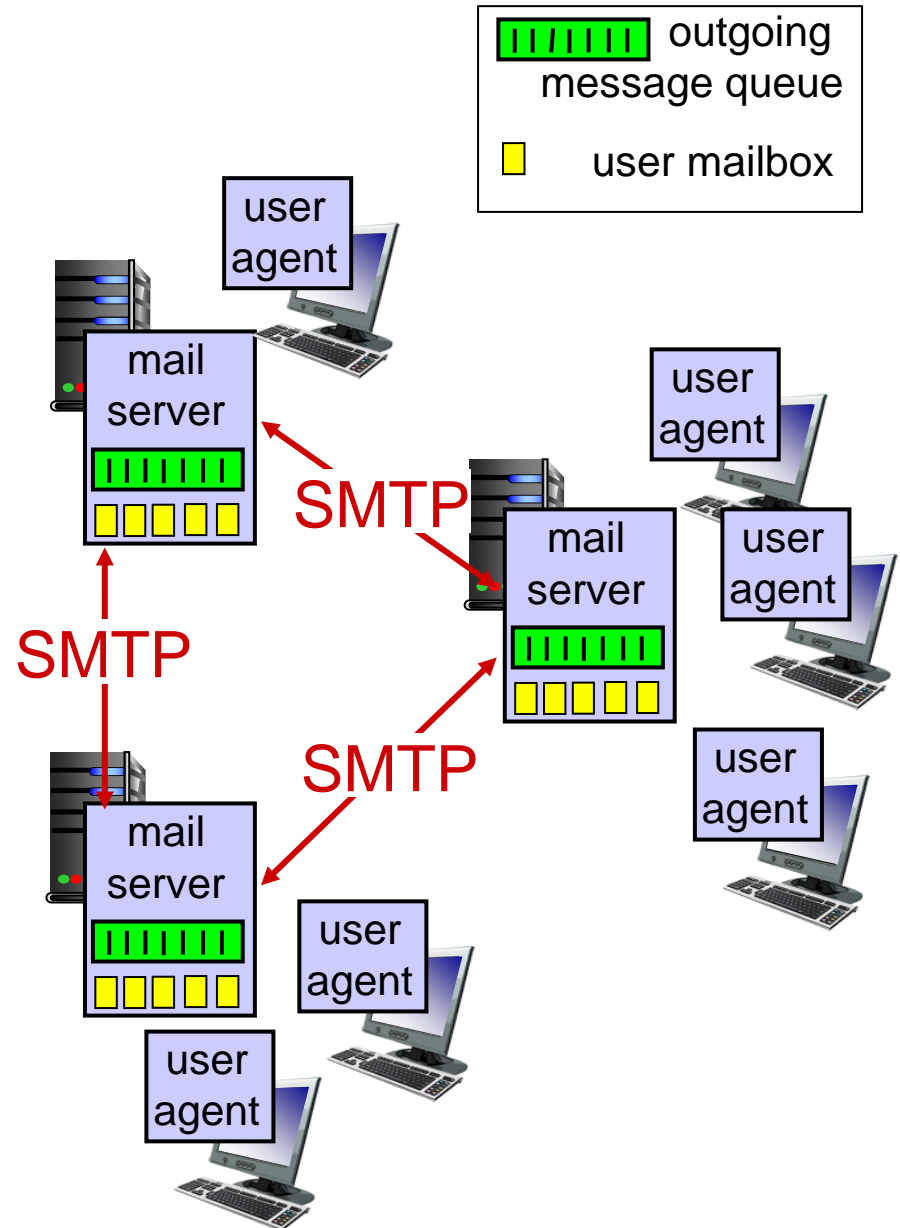 outgoing
message queue
user mailbox
user
agent
mail
server
SMTP
user
agent
mail
server
user
agent
SMTP
SMTP
user
agent
mail
server
user
agent
user
agent